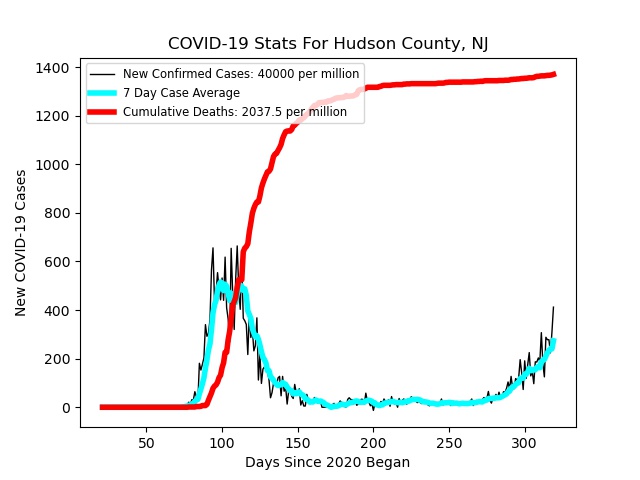 COVID-19 Stats For Hudson County, NJ
New Confirmed Cases: 40000 per million
7 Day Case Average
Cumulative Deaths: 2037.5 per million
New COVID-19 Cases
1400
1200
1000
800
600
400
200
0
50 100 150 200 250 300
Days Since 2020 Began